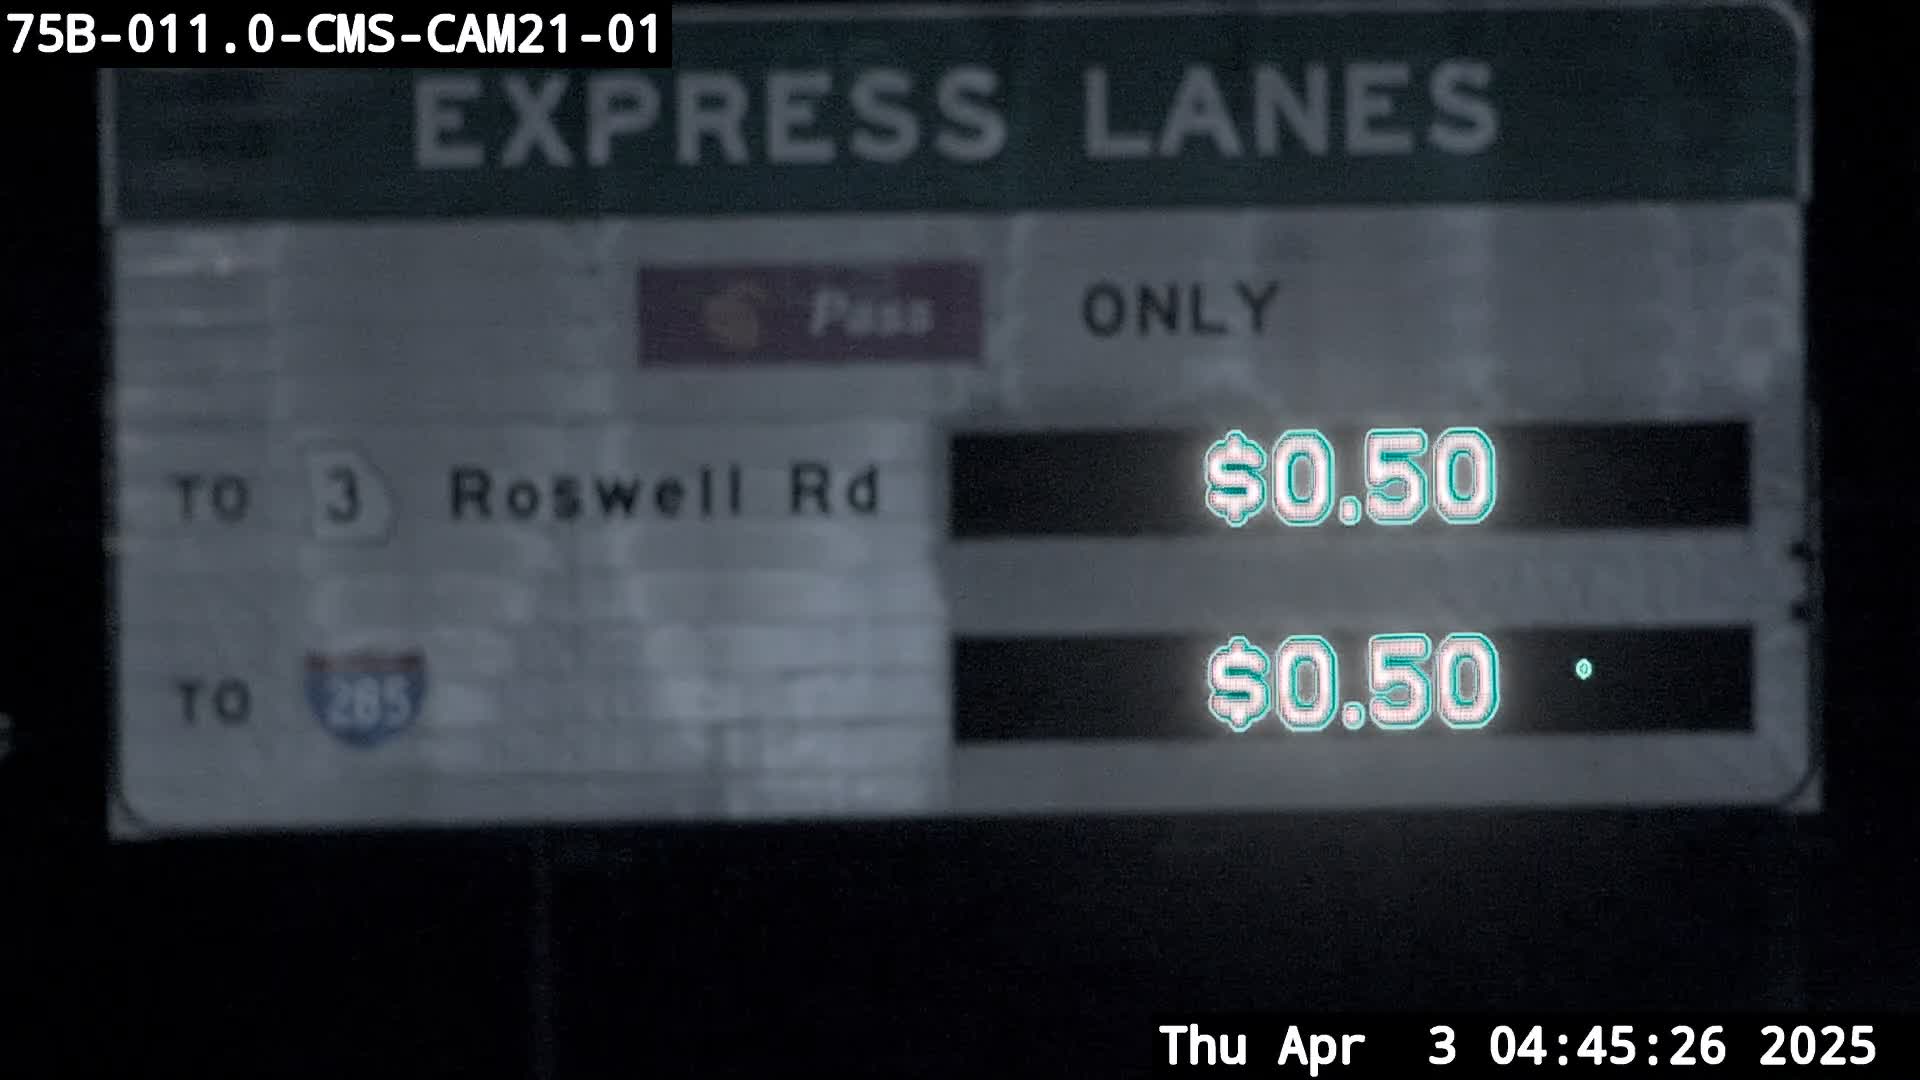 75B-011.0-CMS-CAM21-01
EXPRESS LANES
Pass ONLY
TO 3 Roswell Rd $0.50
TO 285 $0.50
Thu Apr 3 04:45:26 2025